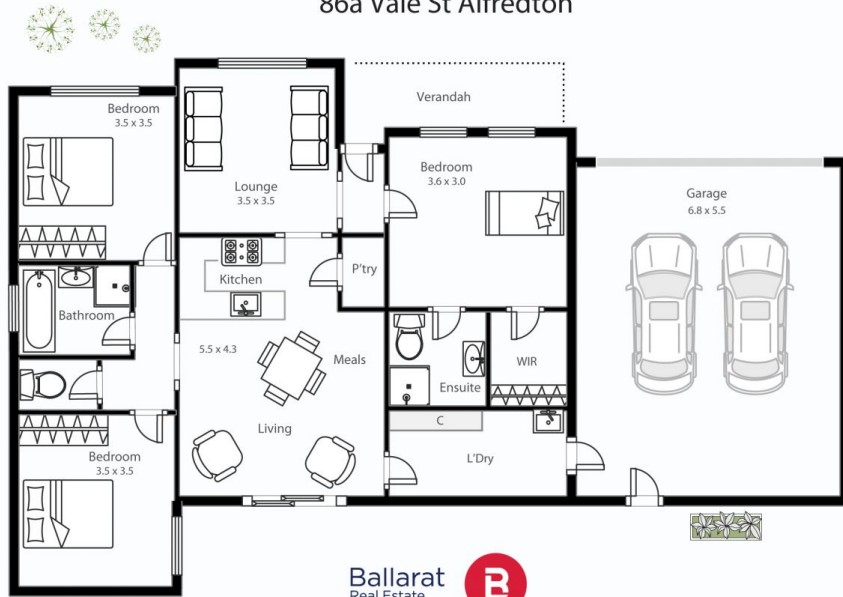 86a Vale St Alfredton
Verandah
Bedroom
3.5 x 3.5
Lounge
3.5 x 3.5
Bedroom
3.6 x 3.0
Garage
6.8 x 5.5
Kitchen
P'try
Bathroom
5.5 x 4.3
Meals
Ensuite
WIR
Living
C
L'Dry
Bedroom
3.5 x 3.5
Ballarat
Real Estate